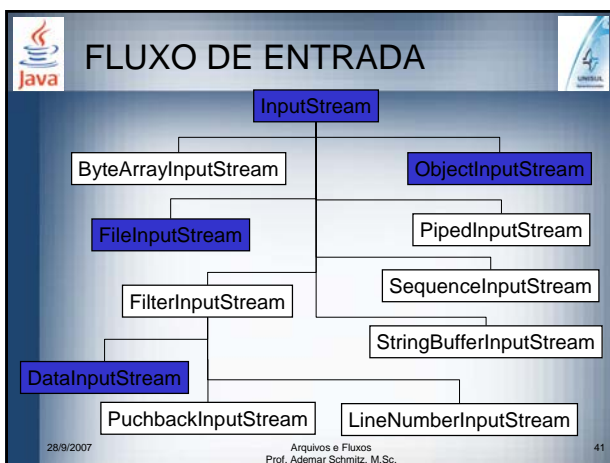 Java
FLUXO DE ENTRADA
UNISUL
InputStream
ByteArrayInputStream
ObjectInputStream
FileInputStream
PipedInputStream
SequenceInputStream
FilterInputStream
StringBufferInputStream
DataInputStream
PuchbackInputStream
LineNumberInputStream
28/9/2007
Arquivos e Fluxos
Prof. Ademar Schmitz, M.Sc.
41